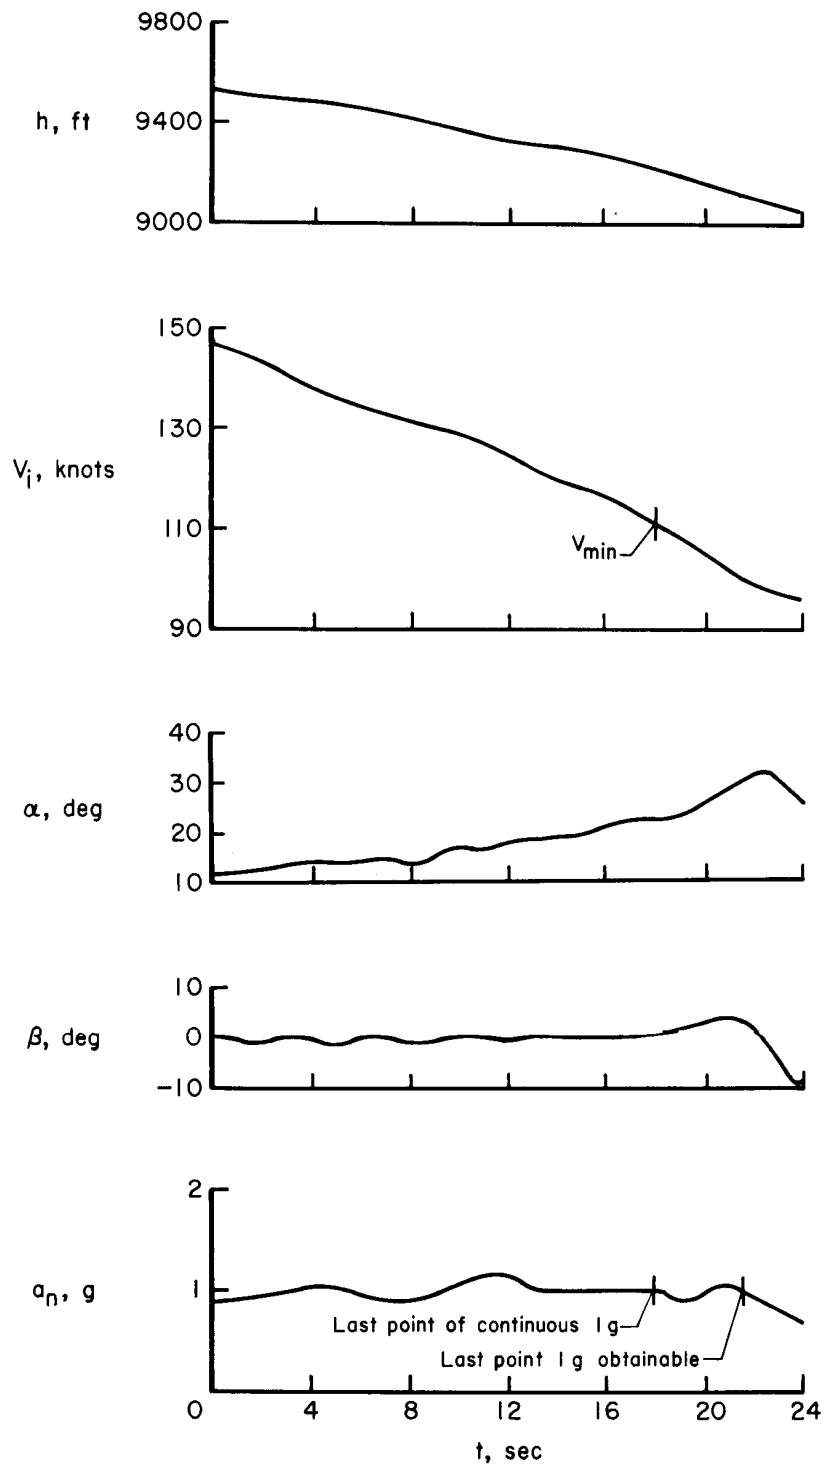 9800
h, ft
9400
9000
150
130
V_i, knots
110
V_min
90
40
30
α, deg
20
10
10
β, deg
0
-10
2
a_n, g
1
Last point of continuous 1 g
Last point 1 g obtainable
0
4
8
12
16
20
24
t, sec